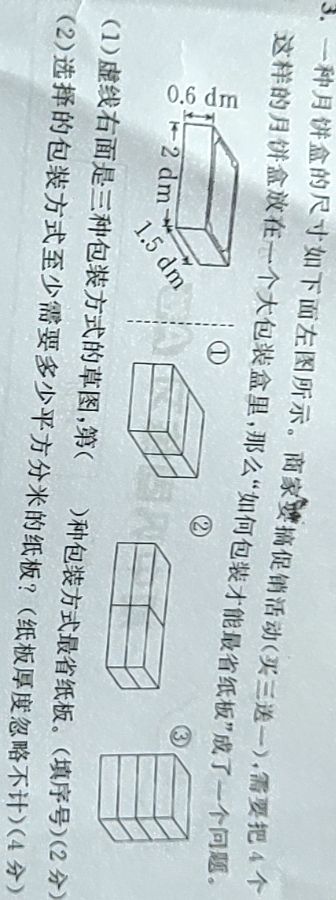 3. 一种月饼盒的尺寸如下面左图所示。商家要搞促销活动(买三送一),需要把4个
这样的月饼盒放在一个大包装盒里,那么“如何包装才能最省纸板”成了一个问题。
0.6 dm
2 dm
1.5 dm
①
②
③
(1)虚线右面是三种包装方式的草图,第( )种包装方式最省纸板。(填序号)(2分)
(2)选择的包装方式至少需要多少平方分米的纸板?(纸板厚度忽略不计)(4分)